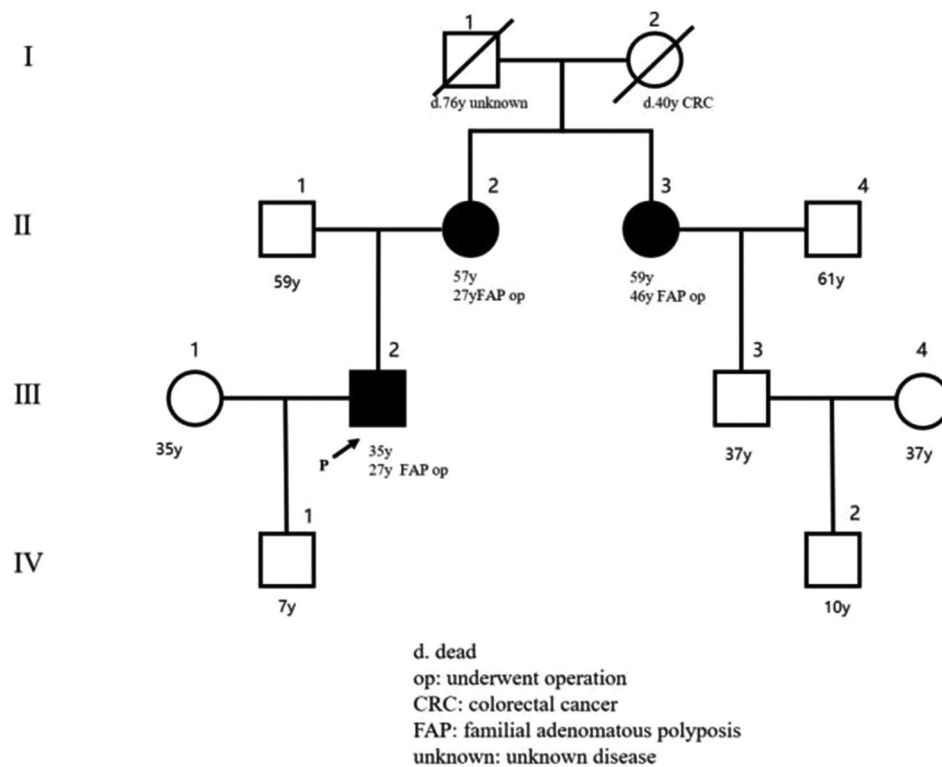 1
2
I
d.76y unknown
d.40y CRC
1
2
3
4
II
59y
57y
27yFAP op
59y
46y FAP op
61y
1
2
3
4
III
35y
P
35y
27y FAP op
37y
37y
1
2
IV
7y
10y
d. dead
op: underwent operation
CRC: colorectal cancer
FAP: familial adenomatous polyposis
unknown: unknown disease